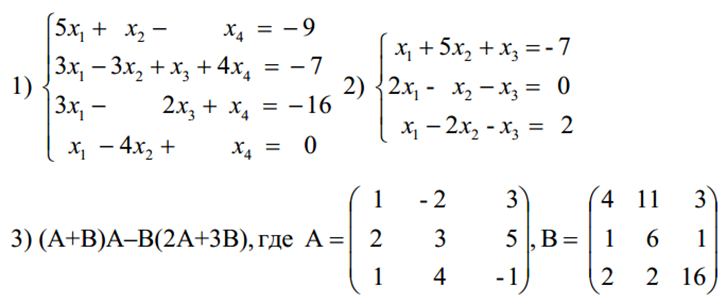 1) { 5x₁ + x₂ − x₄ = − 9
3x₁ − 3x₂ + x₃ + 4x₄ = − 7
3x₁ − 2x₃ + x₄ = −16
x₁ − 4x₂ + x₄ = 0
2) { x₁ + 5x₂ + x₃ = - 7
2x₁ - x₂ − x₃ = 0
x₁ − 2x₂ - x₃ = 2
3) (A+B)A–B(2A+3B), где A = ( 1 - 2 3
2 3 5
1 4 -1 ), B = ( 4 11 3
1 6 1
2 2 16 )